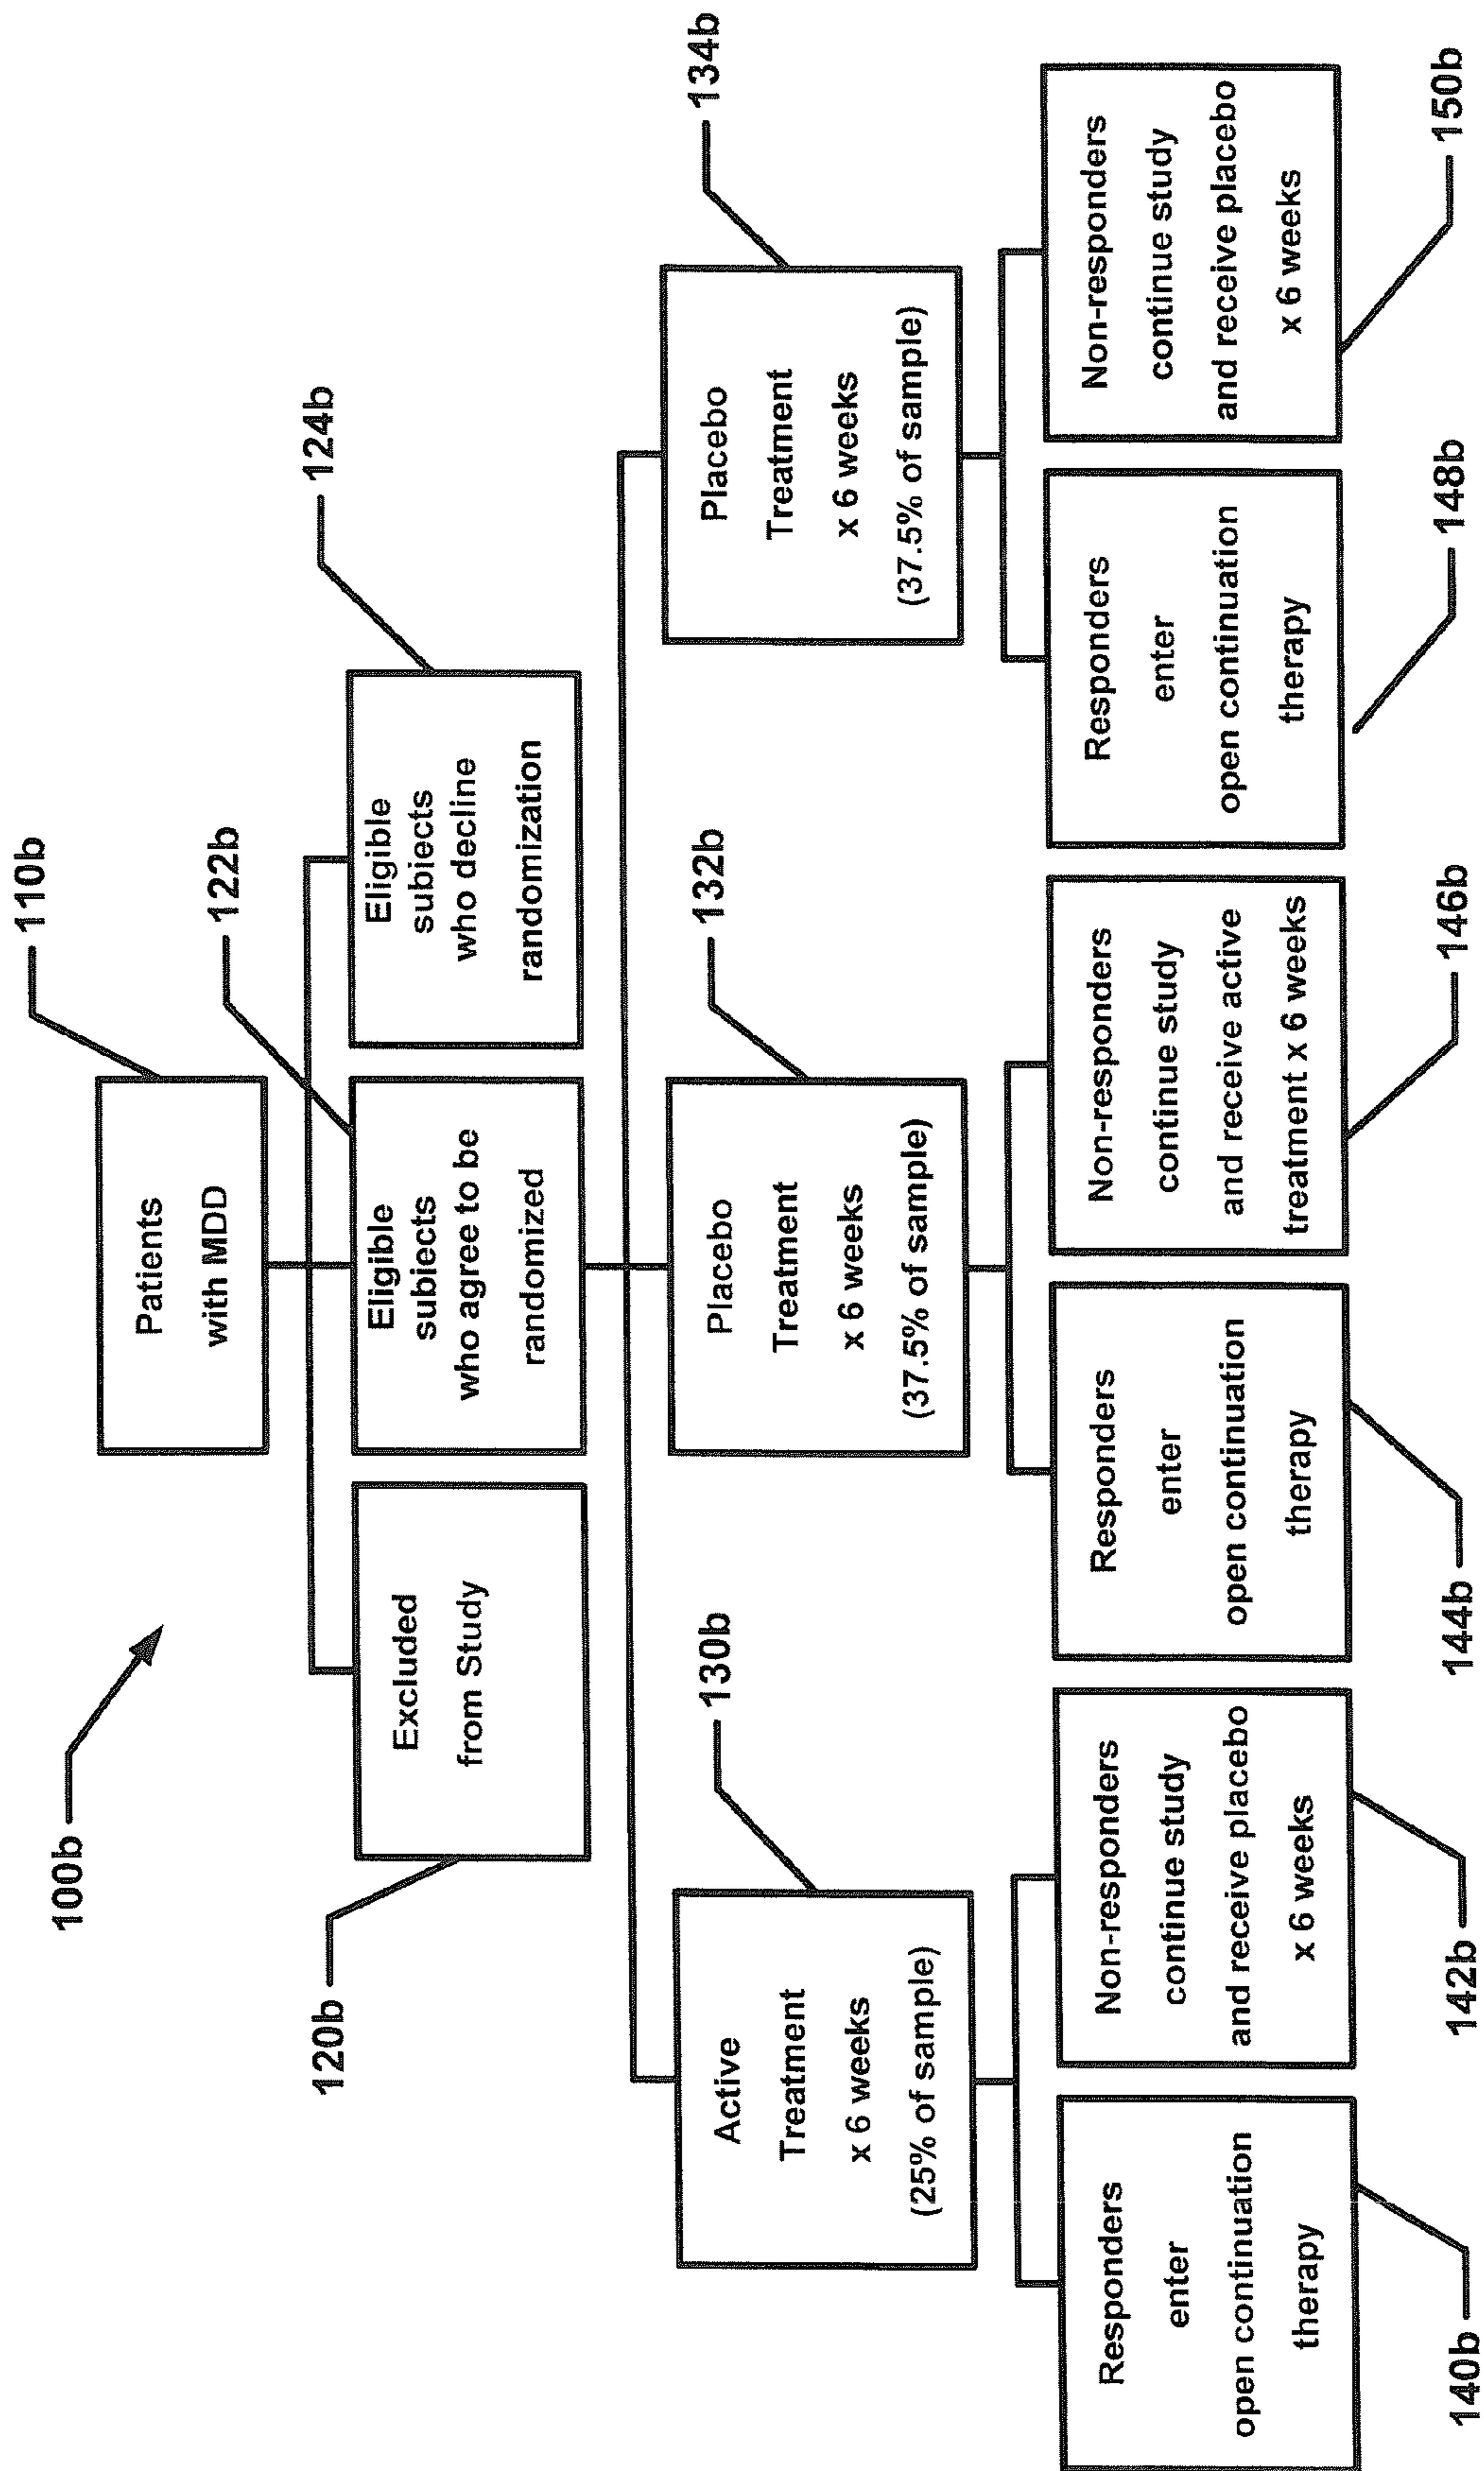 100b
110b
Patients
with MDD
120b
122b
124b
Excluded
from Study
Eligible
subiects
who agree to be
randomized
Eligible
subiects
who decline
randomization
130b
132b
134b
Active
Treatment
x 6 weeks
(25% of sample)
Placebo
Treatment
x 6 weeks
(37.5% of sample)
Placebo
Treatment
x 6 weeks
(37.5% of sample)
Responders
enter
open continuation
therapy
Non-responders
continue study
and receive placebo
x 6 weeks
Responders
enter
open continuation
therapy
Non-responders
continue study
and receive active
treatment x 6 weeks
Responders
enter
open continuation
therapy
Non-responders
continue study
and receive placebo
x 6 weeks
140b
142b
144b
146b
148b
150b